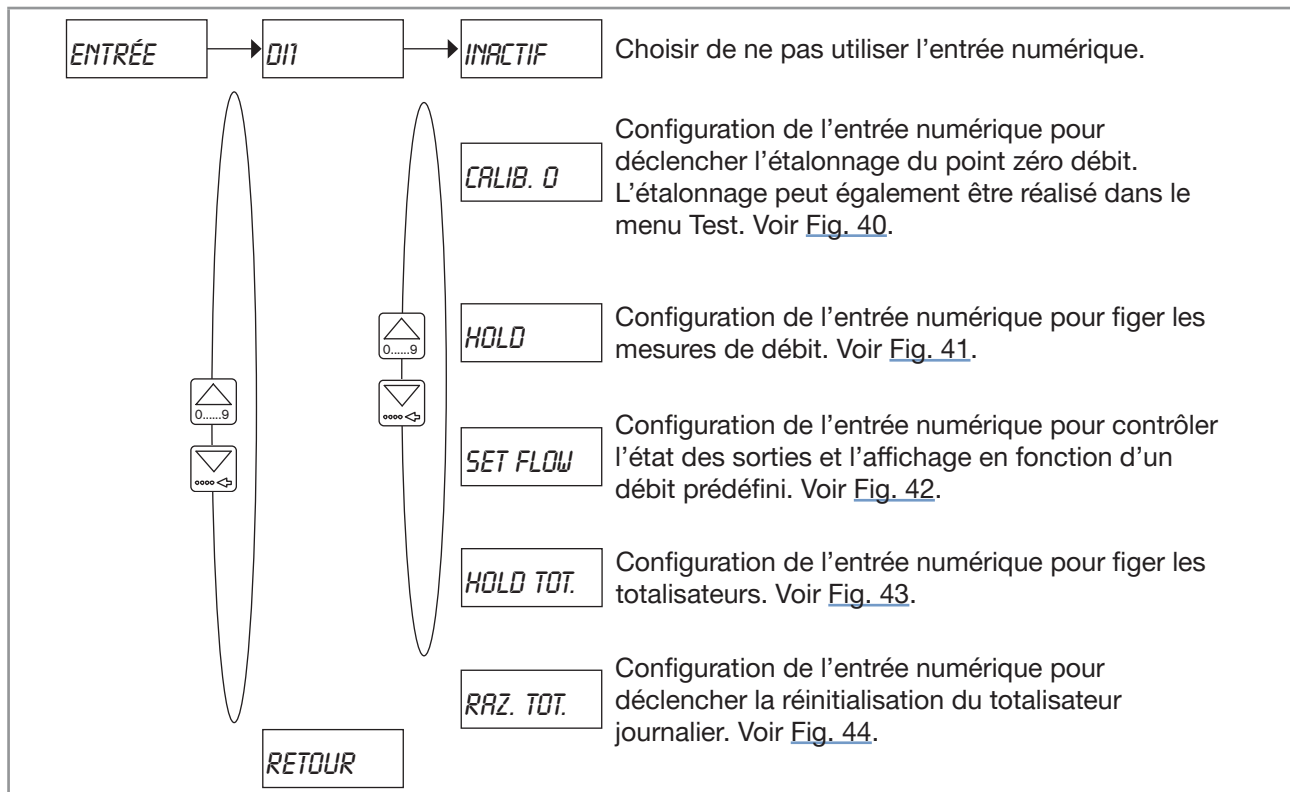 ENTRÉE
DI1
INACTIF
Choisir de ne pas utiliser l’entrée numérique.
CALIB. 0
Configuration de l’entrée numérique pour
déclencher l’étalonnage du point zéro débit.
L’étalonnage peut également être réalisé dans le
menu Test. Voir Fig. 40.
0......9
HOLD
Configuration de l’entrée numérique pour figer les
mesures de débit. Voir Fig. 41.
0......9
SET FLOW
Configuration de l’entrée numérique pour contrôler
l’état des sorties et l’affichage en fonction d’un
débit prédéfini. Voir Fig. 42.
HOLD TOT.
Configuration de l’entrée numérique pour figer les
totalisateurs. Voir Fig. 43.
RAZ. TOT.
Configuration de l’entrée numérique pour
déclencher la réinitialisation du totalisateur
journalier. Voir Fig. 44.
RETOUR